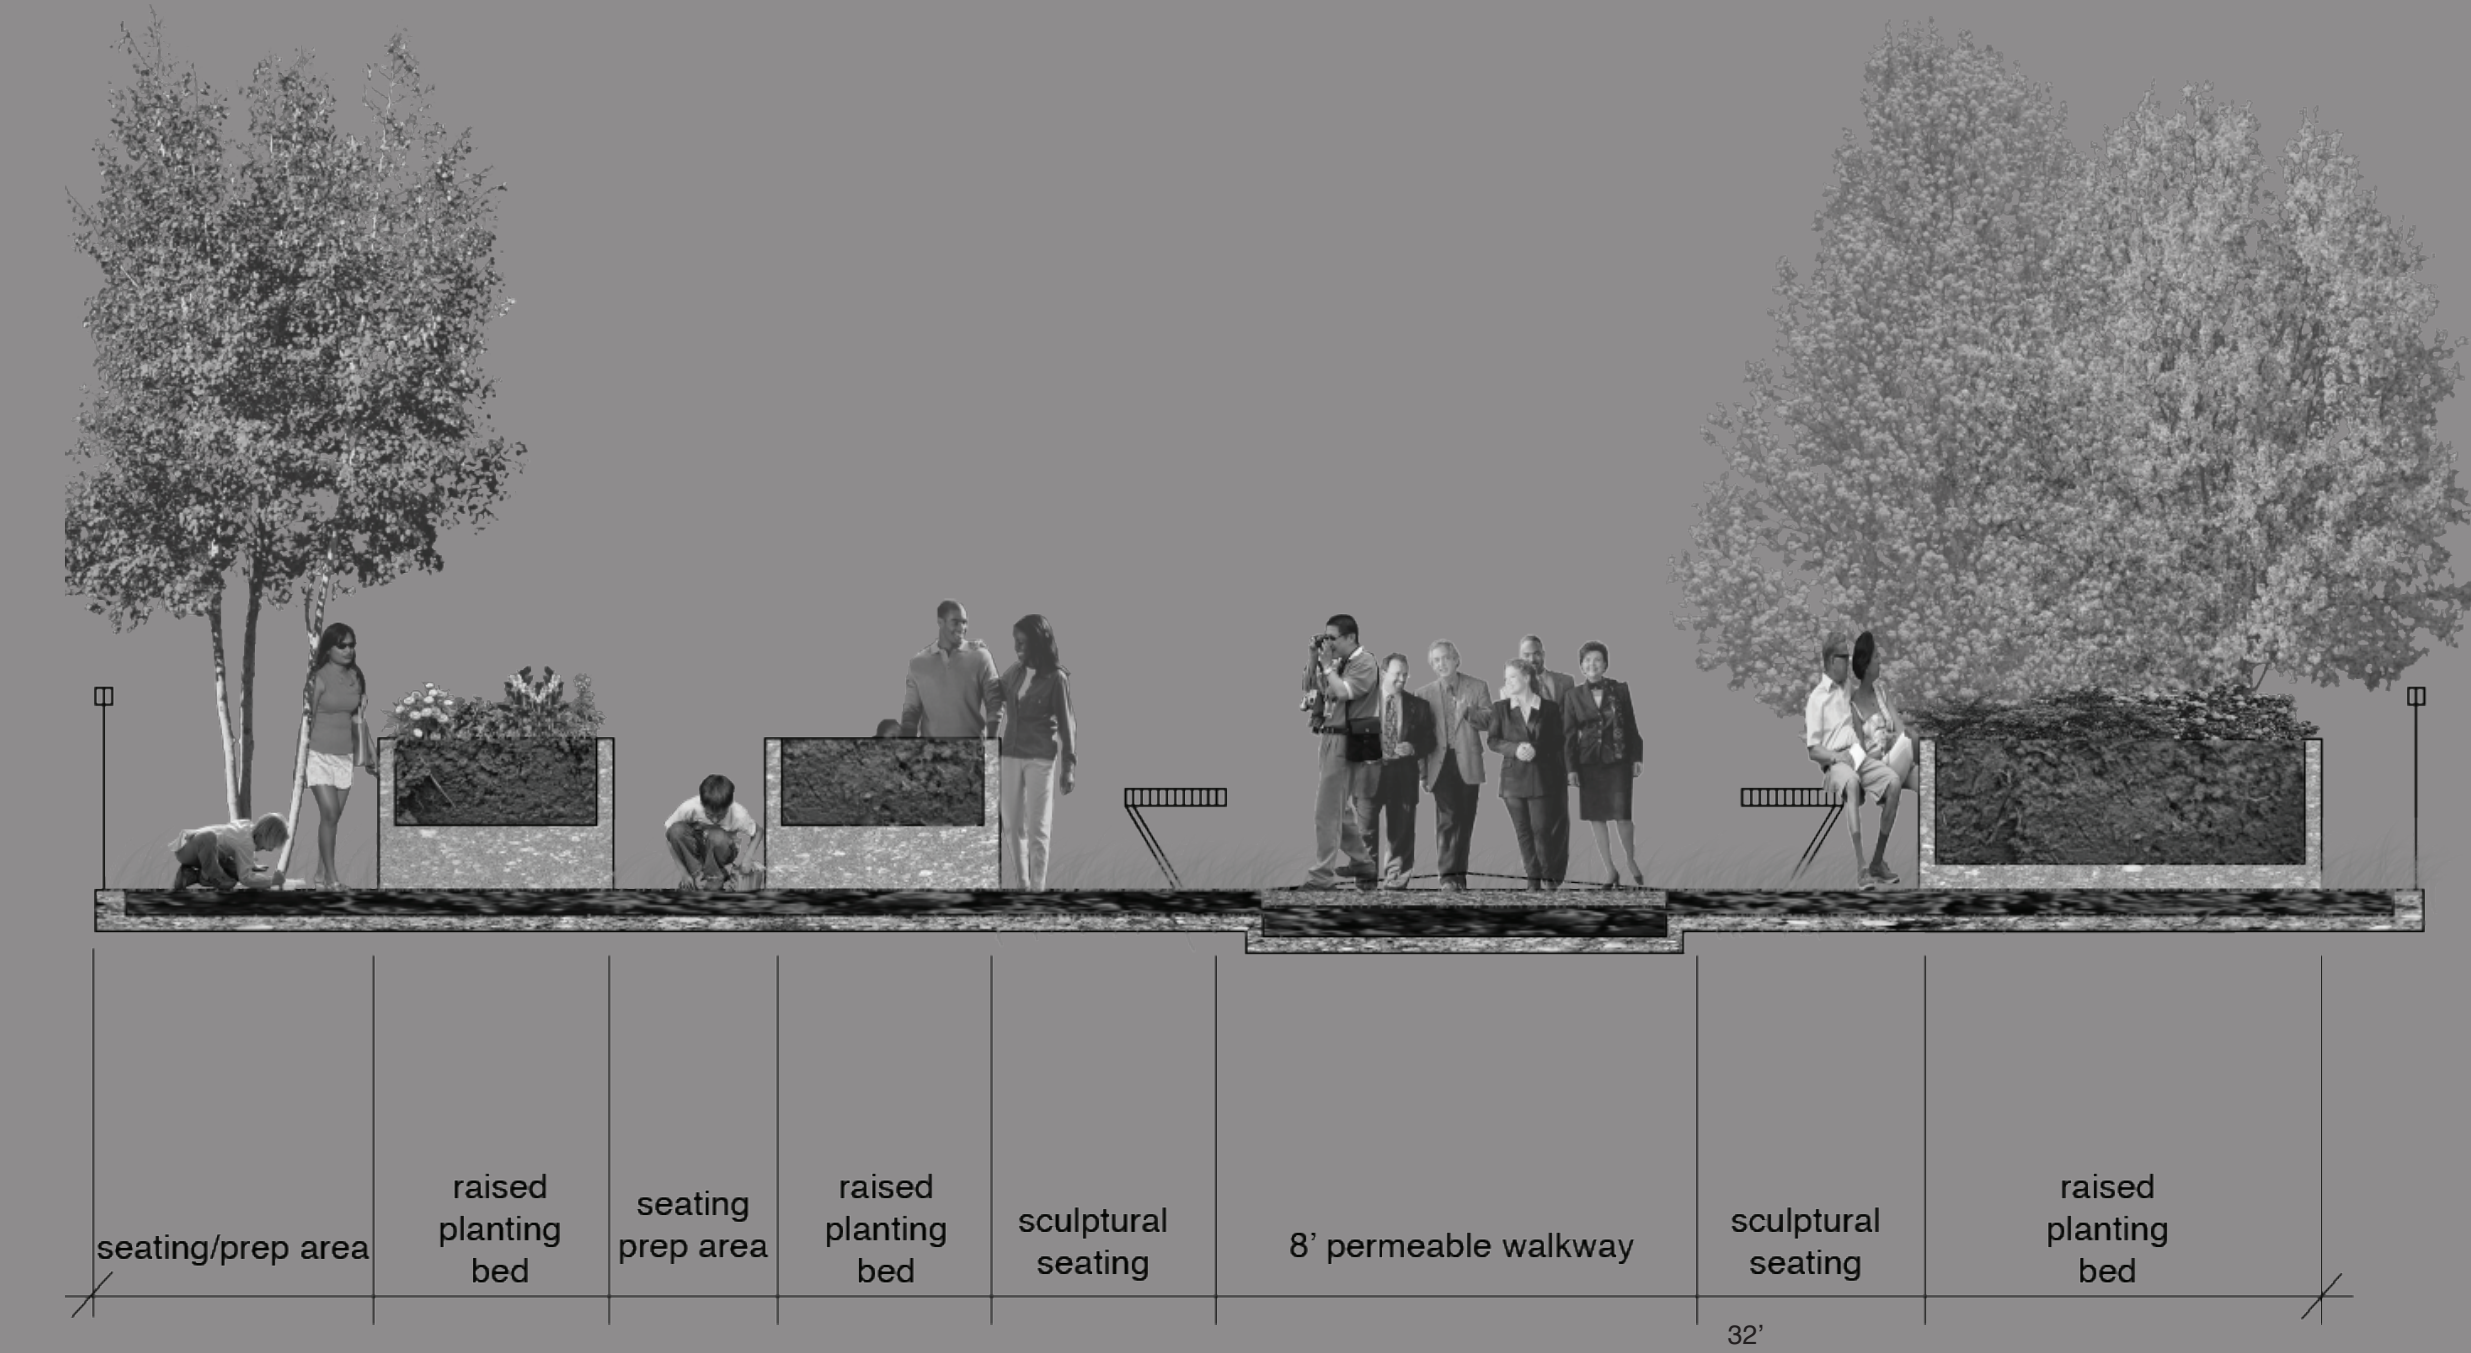 seating/prep area
raised
planting
bed
seating
prep area
raised
planting
bed
sculptural
seating
8’ permeable walkway
sculptural
seating
raised
planting
bed
32’